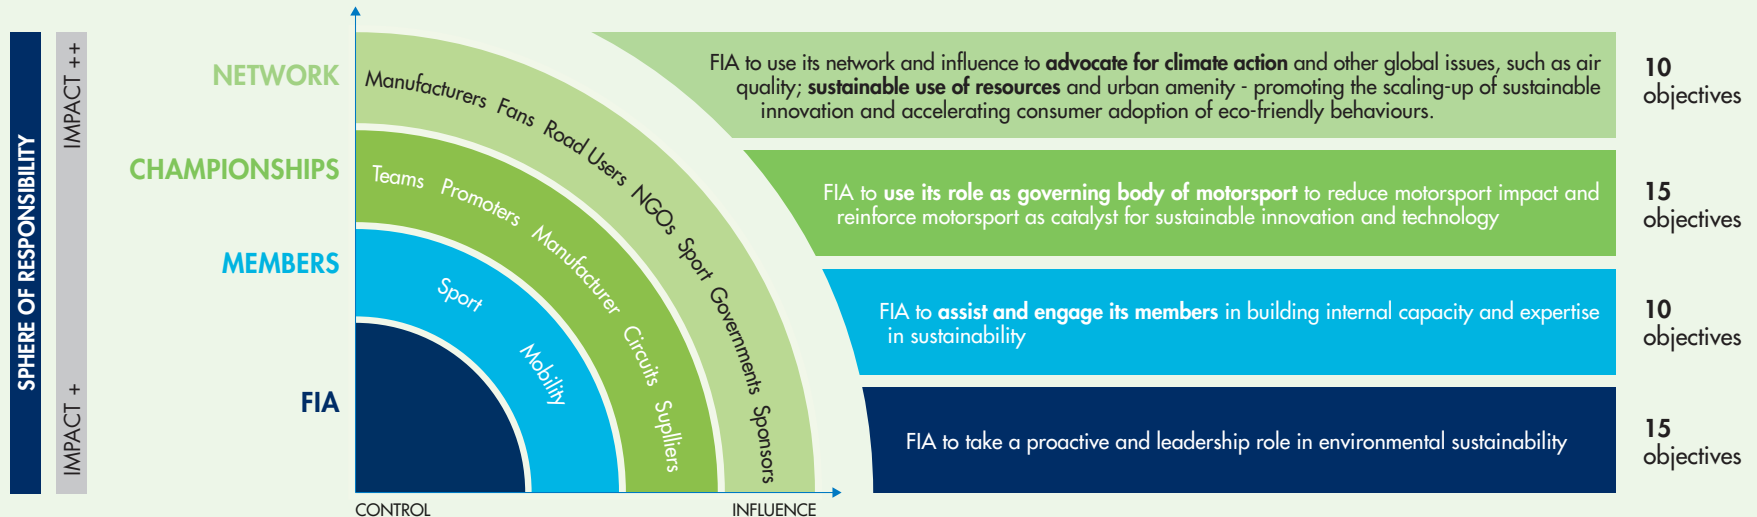 SPHERE OF RESPONSIBILITY
IMPACT ++
IMPACT +
NETWORK
Manufacturers Fans Road Users NGOs Sport Governments Sponsors
FIA to use its network and influence to advocate for climate action and other global issues, such as air
quality; sustainable use of resources and urban amenity - promoting the scaling-up of sustainable
innovation and accelerating consumer adoption of eco-friendly behaviours.
10
objectives
CHAMPIONSHIPS
Teams Promoters Manufacturer Circuits Suplliers
FIA to use its role as governing body of motorsport to reduce motorsport impact and
reinforce motorsport as catalyst for sustainable innovation and technology
15
objectives
MEMBERS
Sport Mobility
FIA to assist and engage its members in building internal capacity and expertise
in sustainability
10
objectives
FIA
FIA to take a proactive and leadership role in environmental sustainability
15
objectives
CONTROL
INFLUENCE